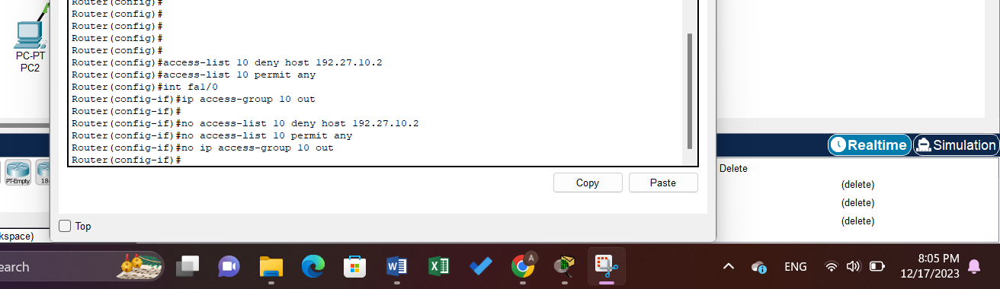 Router(config)#
Router(config)#
Router(config)#
Router(config)#
Router(config)#
Router(config)#access-list 10 deny host 192.27.10.2
Router(config)#access-list 10 permit any
Router(config)#int fa1/0
Router(config-if)#ip access-group 10 out
Router(config-if)#
Router(config-if)#no access-list 10 deny host 192.27.10.2
Router(config-if)#no access-list 10 permit any
Router(config-if)#no ip access-group 10 out
Router(config-if)#
PC-PT
PC2
Copy
Paste
Top
PT-Empty
18
kspace)
Realtime
Simulation
Delete
(delete)
(delete)
(delete)
earch
A
ENG
8:05 PM
12/17/2023